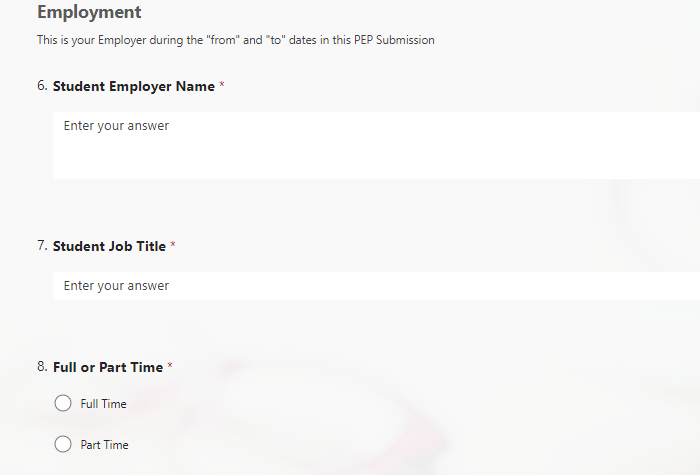 Employment
This is your Employer during the "from" and "to" dates in this PEP Submission
6. Student Employer Name *
Enter your answer
7. Student Job Title *
Enter your answer
8. Full or Part Time *
Full Time
Part Time